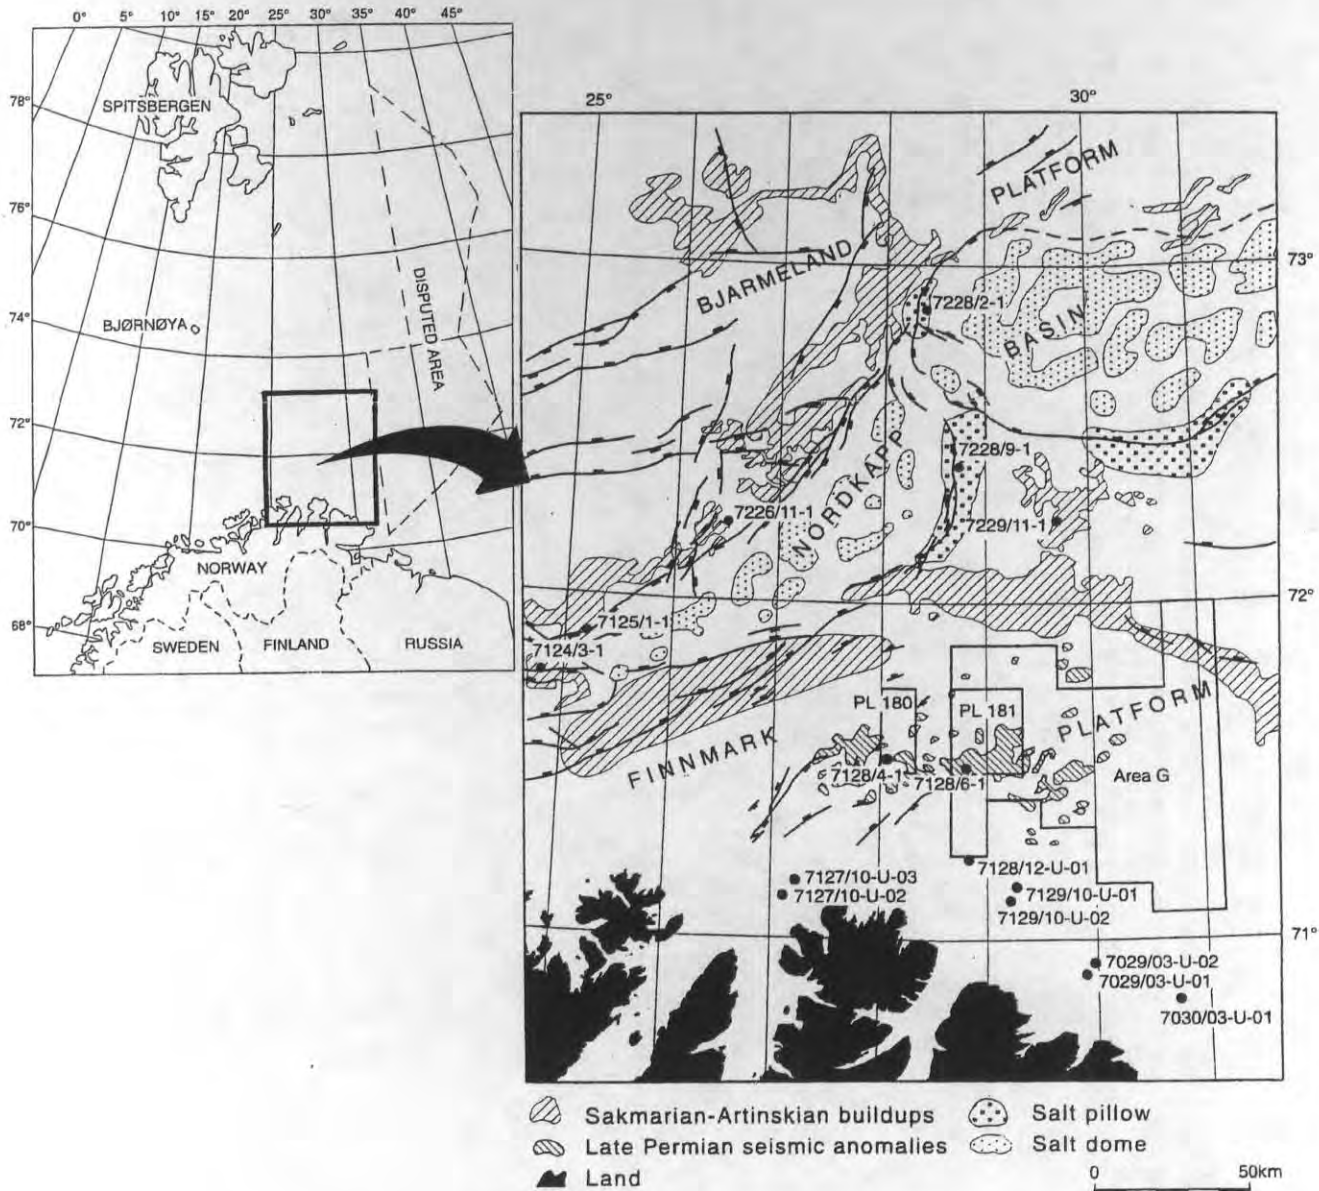 0° 5° 10° 15° 20° 25° 30° 35° 45°
78°
76°
74°
72°
70°
68°
SPITSBERGEN
BJØRNØYA
DISPUTED AREA
NORWAY
SWEDEN
FINLAND
RUSSIA
25° 30°
73°
72°
71°
BJARMELAND
PLATFORM
NORDKAPP
BASIN
FINNMARK
PLATFORM
7228/2-1
7228/9-1
7226/11-1
7229/11-1
7125/1-1
7124/3-1
PL 180
PL 181
7128/4-1
7128/6-1
Area G
7127/10-U-03
7127/10-U-02
7128/12-U-01
7129/10-U-01
7129/10-U-02
7029/03-U-02
7029/03-U-01
7030/03-U-01
Sakmarian-Artinskian buildups
Late Permian seismic anomalies
Land
Salt pillow
Salt dome
0 50km